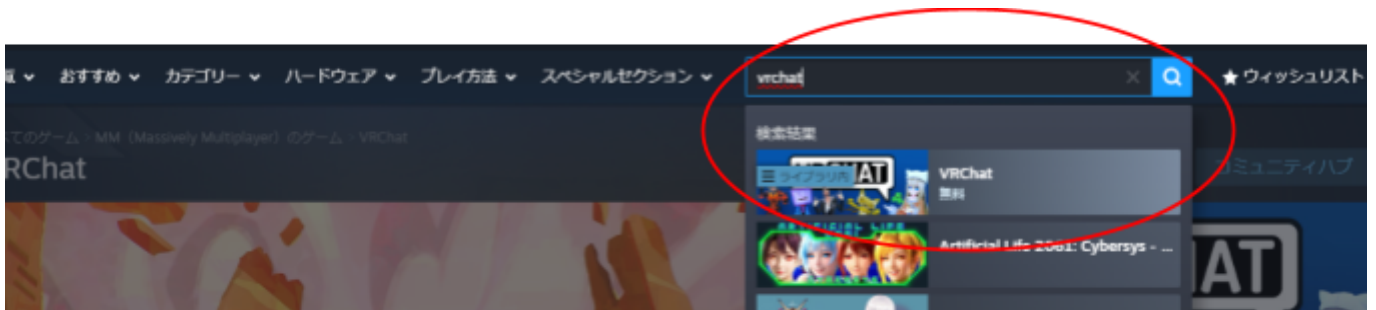 覧 おすすめ カテゴリー ハードウェア プレイ方法 スペシャルセクション vrchat ウィッシュリスト
てのゲーム > MM（Massively Multiplayer）のゲーム > VRChat
検索結果
RChat
コミュニティハブ
ライブラリ内
VRChat
無料
Artificial Life 2061: Cybersys - ...
AT